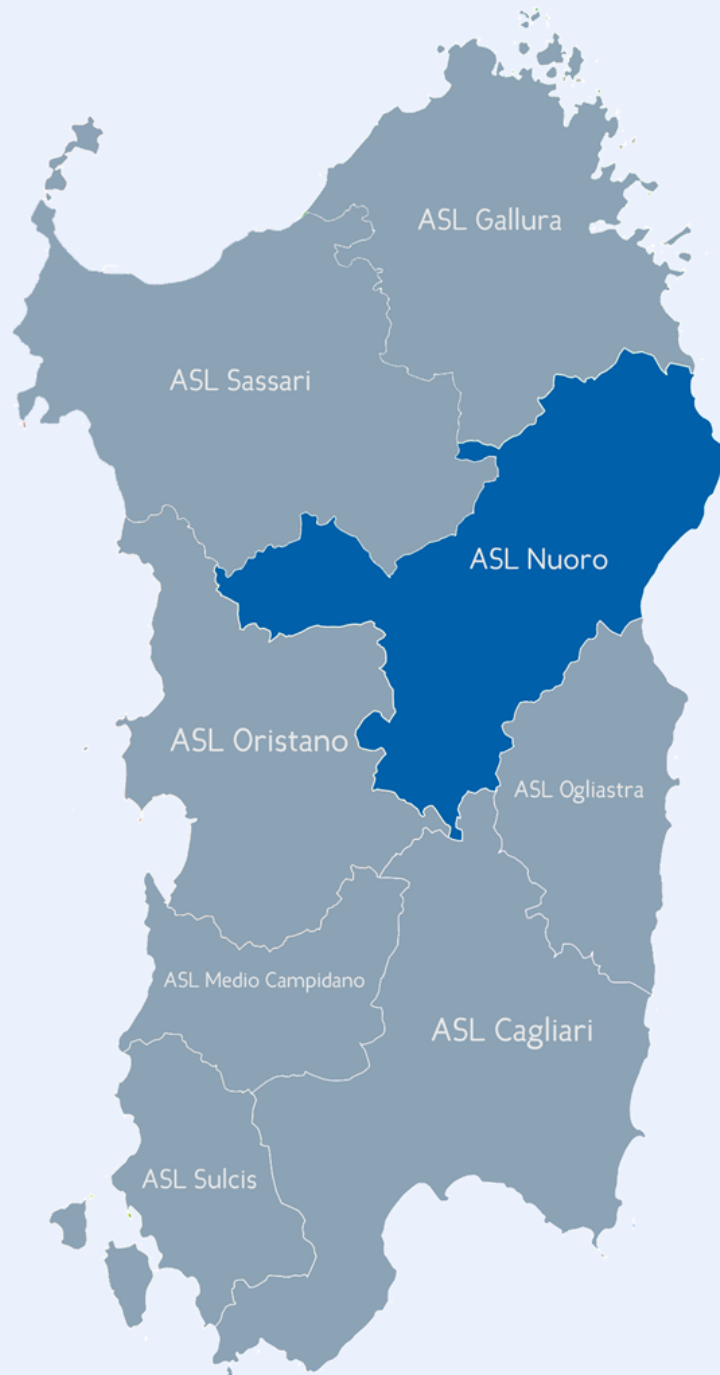 ASL Gallura
ASL Sassari
ASL Nuoro
ASL Oristano
ASL Ogliastra
ASL Medio Campidano
ASL Cagliari
ASL Sulcis